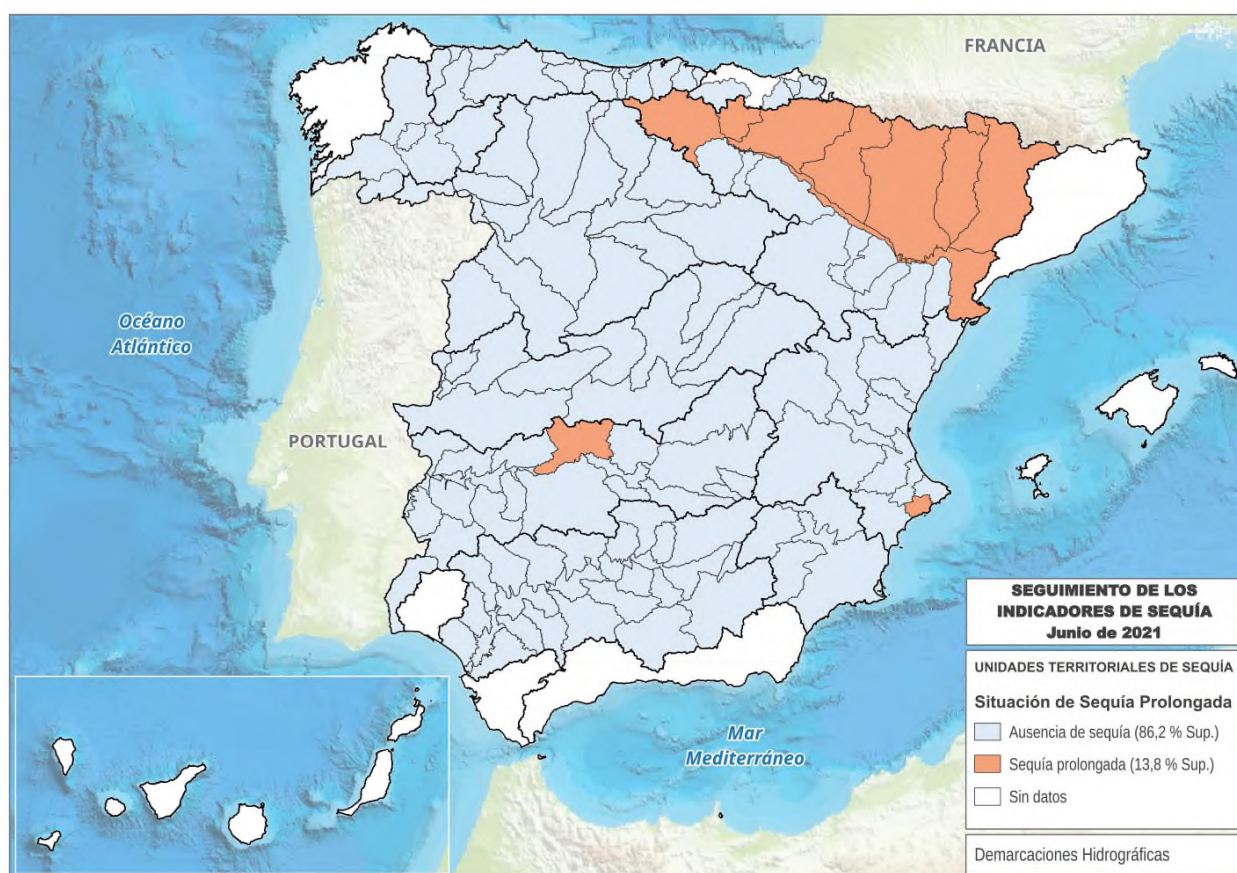 FRANCIA
Océano
Atlántico
PORTUGAL
Mar
Mediterráneo
SEGUIMIENTO DE LOS
INDICADORES DE SEQUÍA
Junio de 2021
UNIDADES TERRITORIALES DE SEQUÍA
Situación de Sequía Prolongada
Ausencia de sequía (86,2 % Sup.)
Sequía prolongada (13,8 % Sup.)
Sin datos
Demarcaciones Hidrográficas